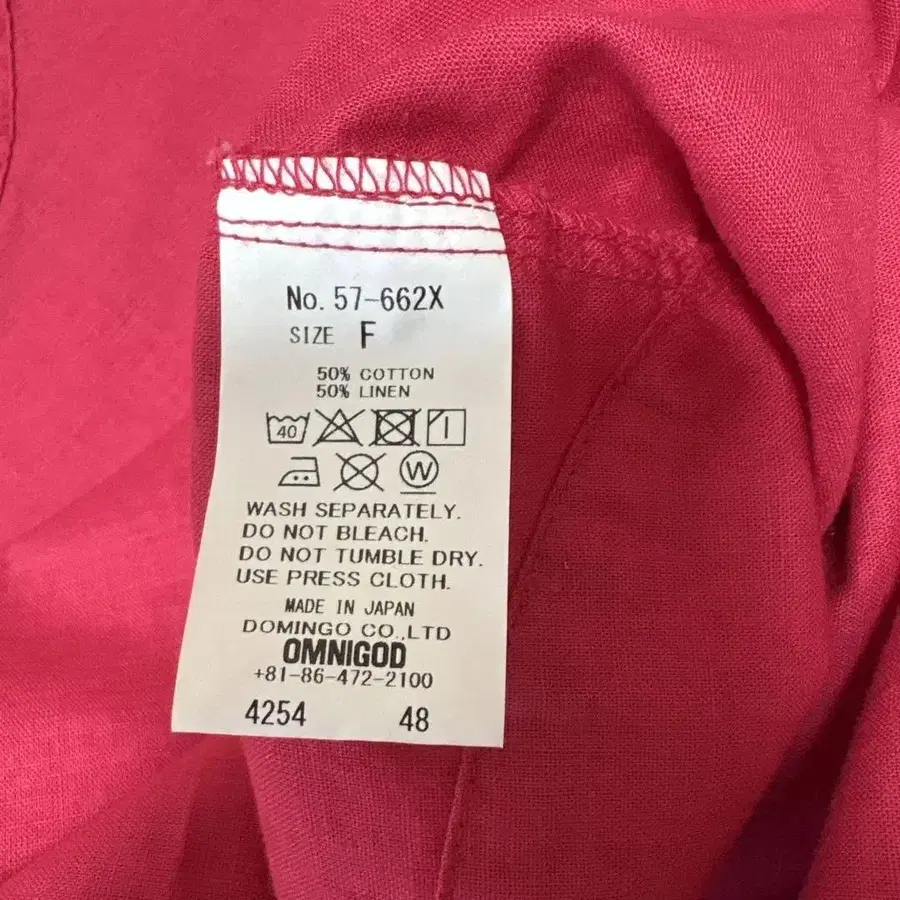 No. 57-662X
SIZE F
50% COTTON
50% LINEN
40
W
WASH SEPARATELY.
DO NOT BLEACH.
DO NOT TUMBLE DRY.
USE PRESS CLOTH.
MADE IN JAPAN
DOMINGO CO.,LTD
OMNIGOD
+81-86-472-2100
4254 48